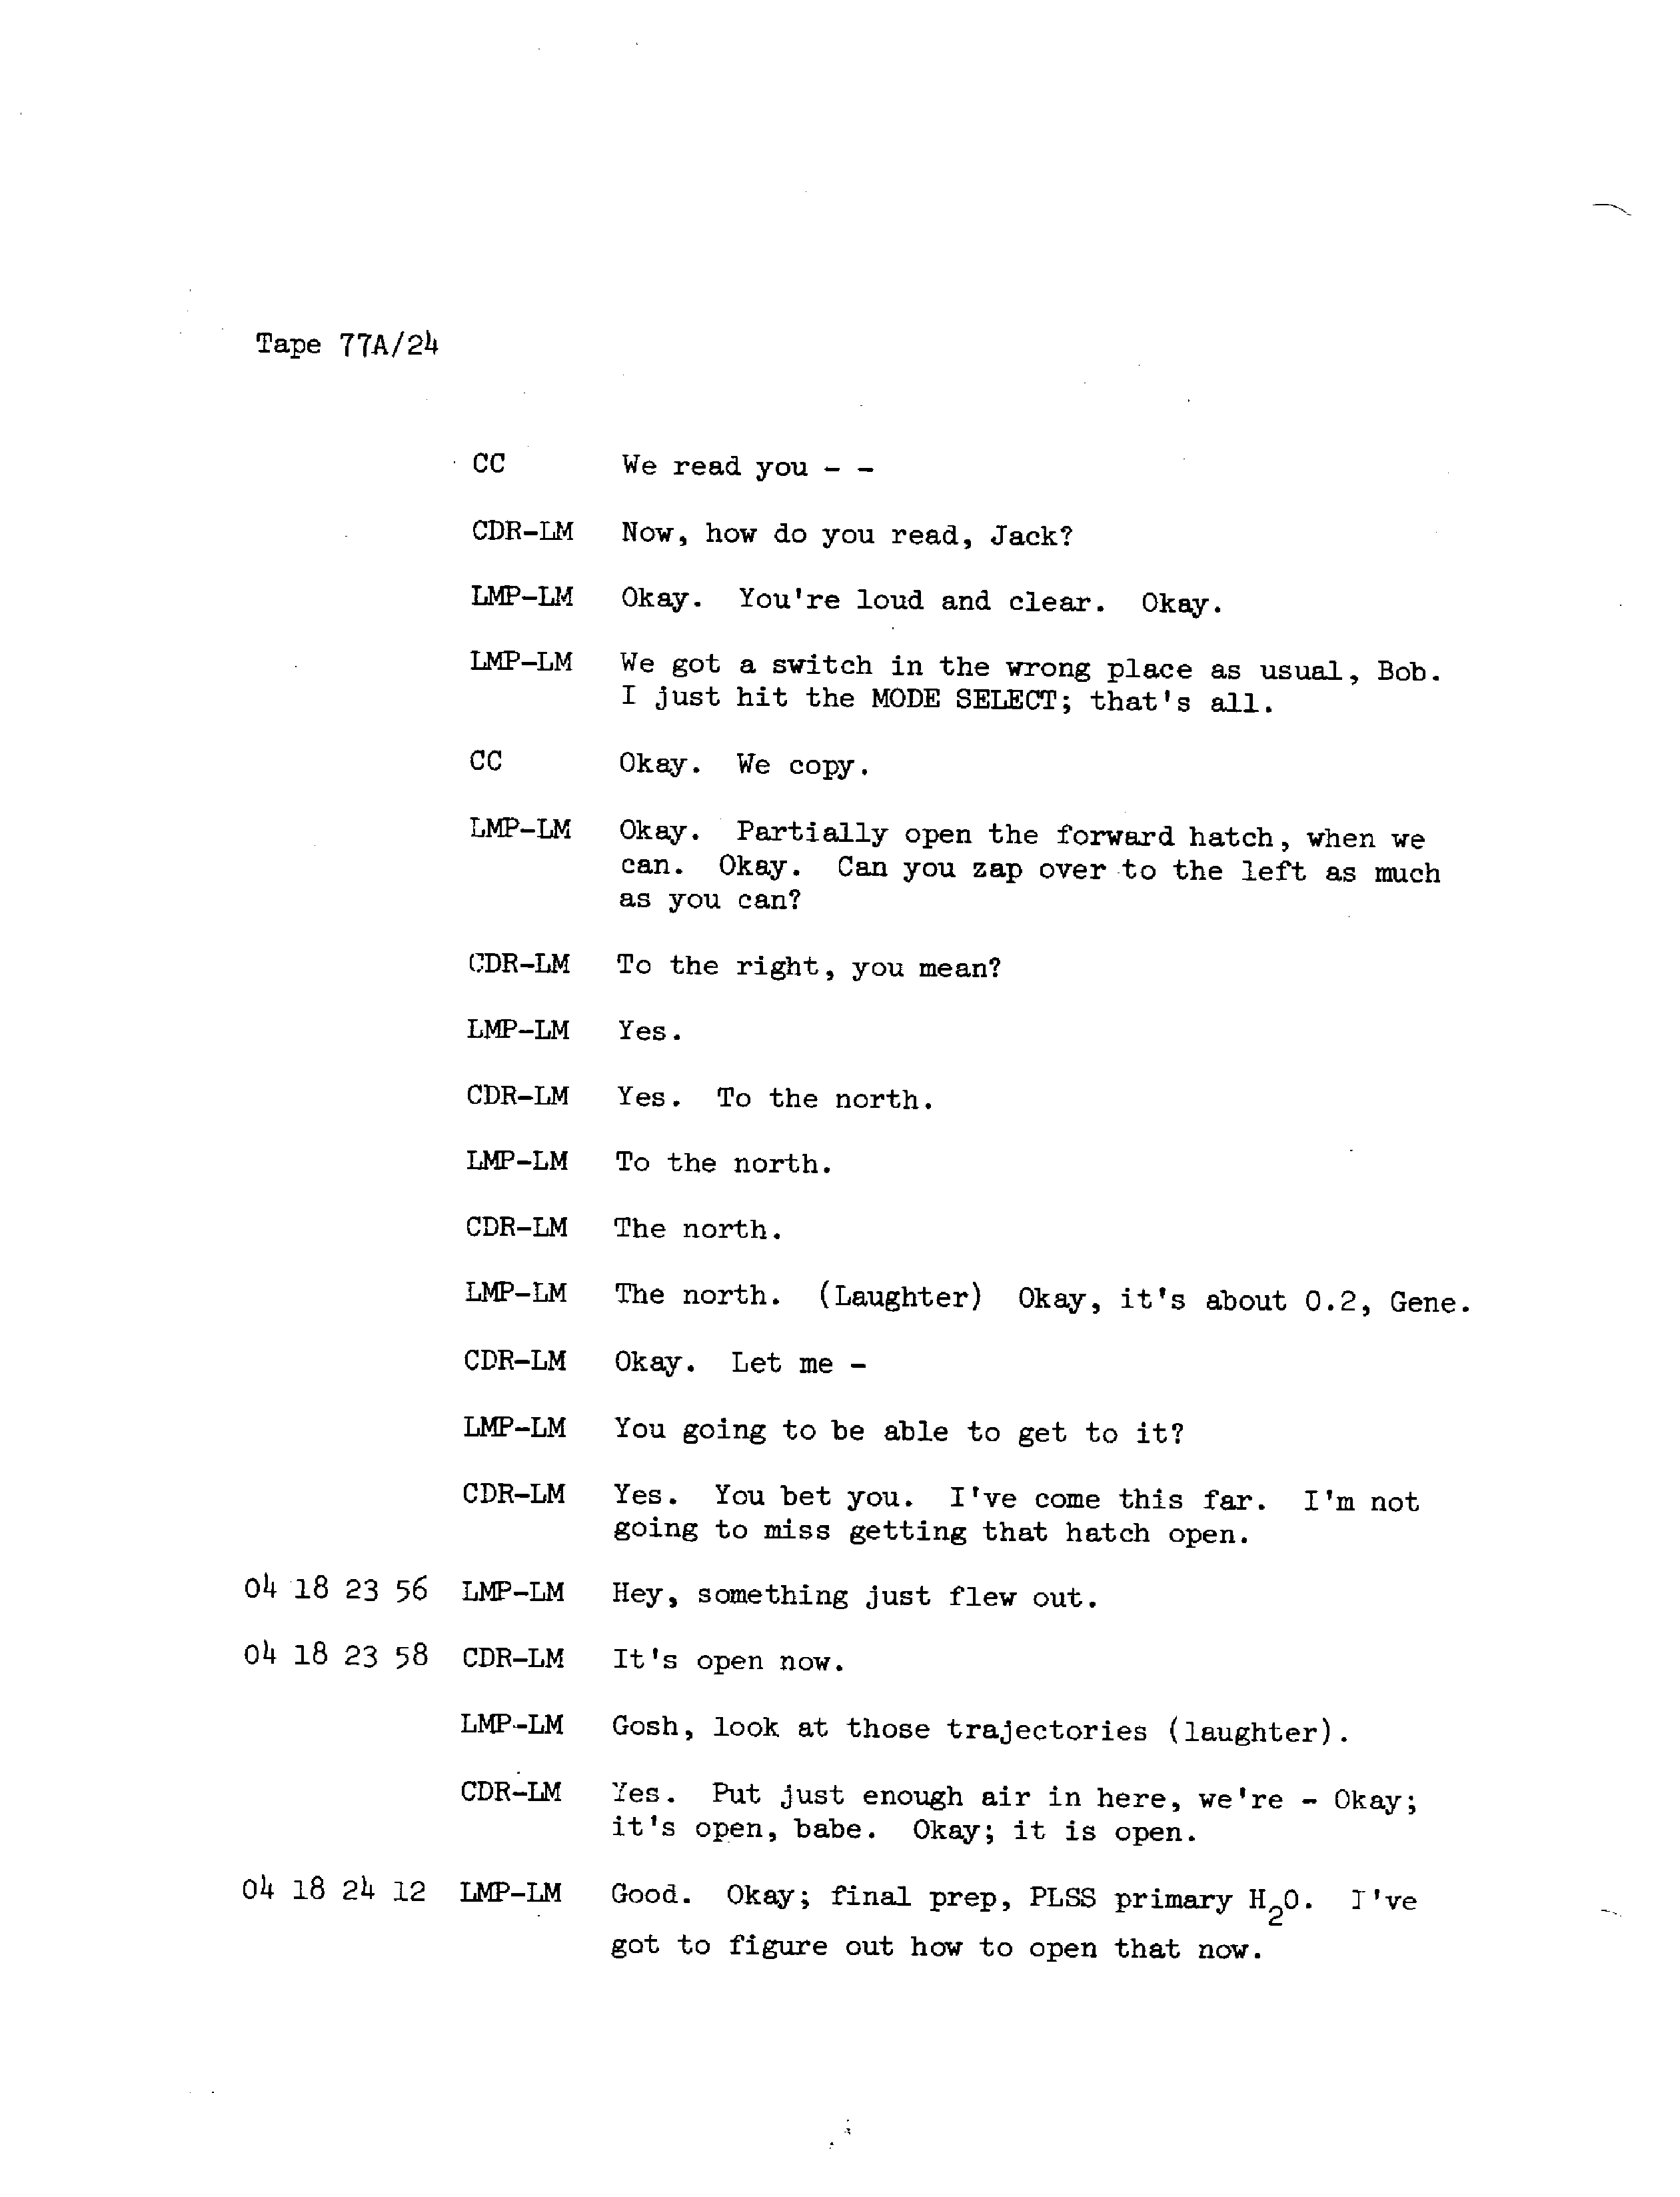 Tape 77A/24
CC We read you - -
CDR-LM Now, how do you read, Jack?
LMP-LM Okay. You're loud and clear. Okay.
LMP-LM We got a switch in the wrong place as usual, Bob.
I just hit the MODE SELECT; that's all.
CC Okay. We copy.
LMP-LM Okay. Partially open the forward hatch, when we
can. Okay. Can you zap over to the left as much
as you can?
CDR-LM To the right, you mean?
LMP-LM Yes.
CDR-LM Yes. To the north.
LMP-LM To the north.
CDR-LM The north.
LMP-LM The north. (Laughter) Okay, it's about 0.2, Gene.
CDR-LM Okay. Let me -
LMP-LM You going to be able to get to it?
CDR-LM Yes. You bet you. I've come this far. I'm not
going to miss getting that hatch open.
04 18 23 56 LMP-LM Hey, something just flew out.
04 18 23 58 CDR-LM It's open now.
LMP-LM Gosh, look at those trajectories (laughter).
CDR-LM Yes. Put just enough air in here, we're - Okay;
it's open, babe. Okay; it is open.
04 18 24 12 LMP-LM Good. Okay; final prep, PLSS primary H₂O. I've
got to figure out how to open that now.